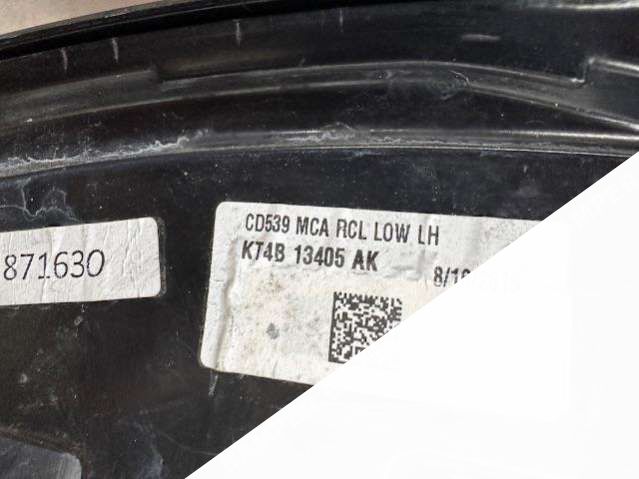 CD539 MCA RCL LOW LH
KT4B 13405 AK
871630